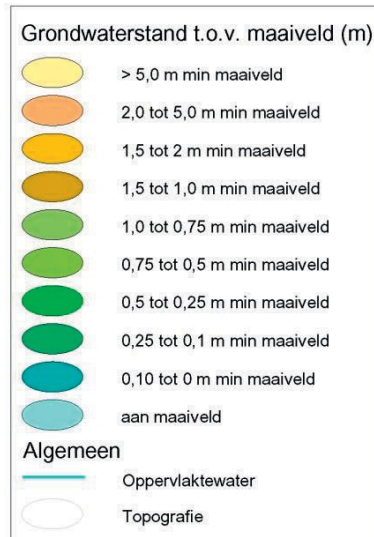 Grondwaterstand t.o.v. maaiveld (m)
> 5,0 m min maaiveld
2,0 tot 5,0 m min maaiveld
1,5 tot 2 m min maaiveld
1,5 tot 1,0 m min maaiveld
1,0 tot 0,75 m min maaiveld
0,75 tot 0,5 m min maaiveld
0,5 tot 0,25 m min maaiveld
0,25 tot 0,1 m min maaiveld
0,10 tot 0 m min maaiveld
aan maaiveld
Algemeen
Oppervlaktewater
Topografie